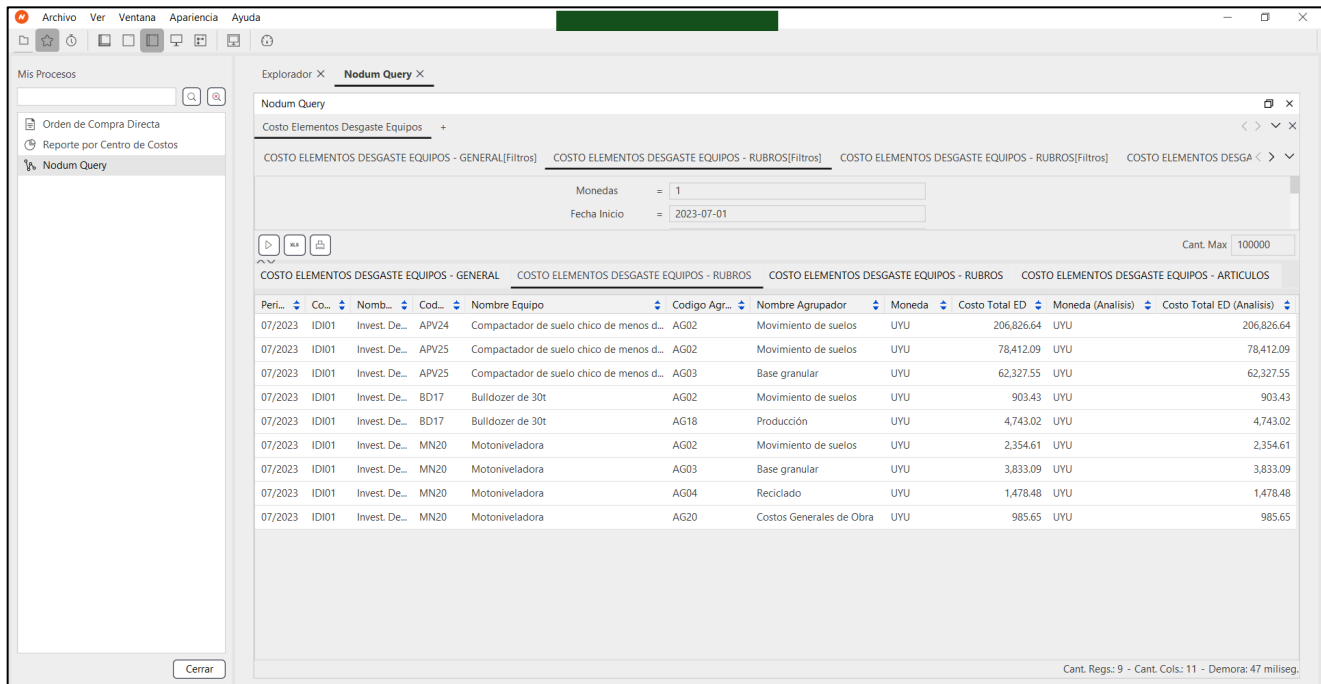 Archivo Ver Ventana Apariencia Ayuda
Mis Procesos
Orden de Compra Directa
Reporte por Centro de Costos
Nodum Query
Cerrar
Explorador Nodum Query
Nodum Query
Costo Elementos Desgaste Equipos +
COSTO ELEMENTOS DESGASTE EQUIPOS - GENERAL[Filtros] COSTO ELEMENTOS DESGASTE EQUIPOS - RUBROS[Filtros] COSTO ELEMENTOS DESGASTE EQUIPOS - RUBROS[Filtros] COSTO ELEMENTOS DESGA
Monedas = 1
Fecha Inicio = 2023-07-01
XLS Cant. Max 100000
COSTO ELEMENTOS DESGASTE EQUIPOS - GENERAL COSTO ELEMENTOS DESGASTE EQUIPOS - RUBROS COSTO ELEMENTOS DESGASTE EQUIPOS - RUBROS COSTO ELEMENTOS DESGASTE EQUIPOS - ARTICULOS
Peri... Co... Nomb... Cod... Nombre Equipo Codigo Agr... Nombre Agrupador Moneda Costo Total ED Moneda (Analisis) Costo Total ED (Analisis)
07/2023 IDI01 Invest. De... APV24 Compactador de suelo chico de menos d... AG02 Movimiento de suelos UYU 206,826.64 UYU 206,826.64
07/2023 IDI01 Invest. De... APV25 Compactador de suelo chico de menos d... AG02 Movimiento de suelos UYU 78,412.09 UYU 78,412.09
07/2023 IDI01 Invest. De... APV25 Compactador de suelo chico de menos d... AG03 Base granular UYU 62,327.55 UYU 62,327.55
07/2023 IDI01 Invest. De... BD17 Bulldozer de 30t AG02 Movimiento de suelos UYU 903.43 UYU 903.43
07/2023 IDI01 Invest. De... BD17 Bulldozer de 30t AG18 Producción UYU 4,743.02 UYU 4,743.02
07/2023 IDI01 Invest. De... MN20 Motoniveladora AG02 Movimiento de suelos UYU 2,354.61 UYU 2,354.61
07/2023 IDI01 Invest. De... MN20 Motoniveladora AG03 Base granular UYU 3,833.09 UYU 3,833.09
07/2023 IDI01 Invest. De... MN20 Motoniveladora AG04 Reciclado UYU 1,478.48 UYU 1,478.48
07/2023 IDI01 Invest. De... MN20 Motoniveladora AG20 Costos Generales de Obra UYU 985.65 UYU 985.65
Cant. Regs.: 9 - Cant. Cols.: 11 - Demora: 47 miliseg.